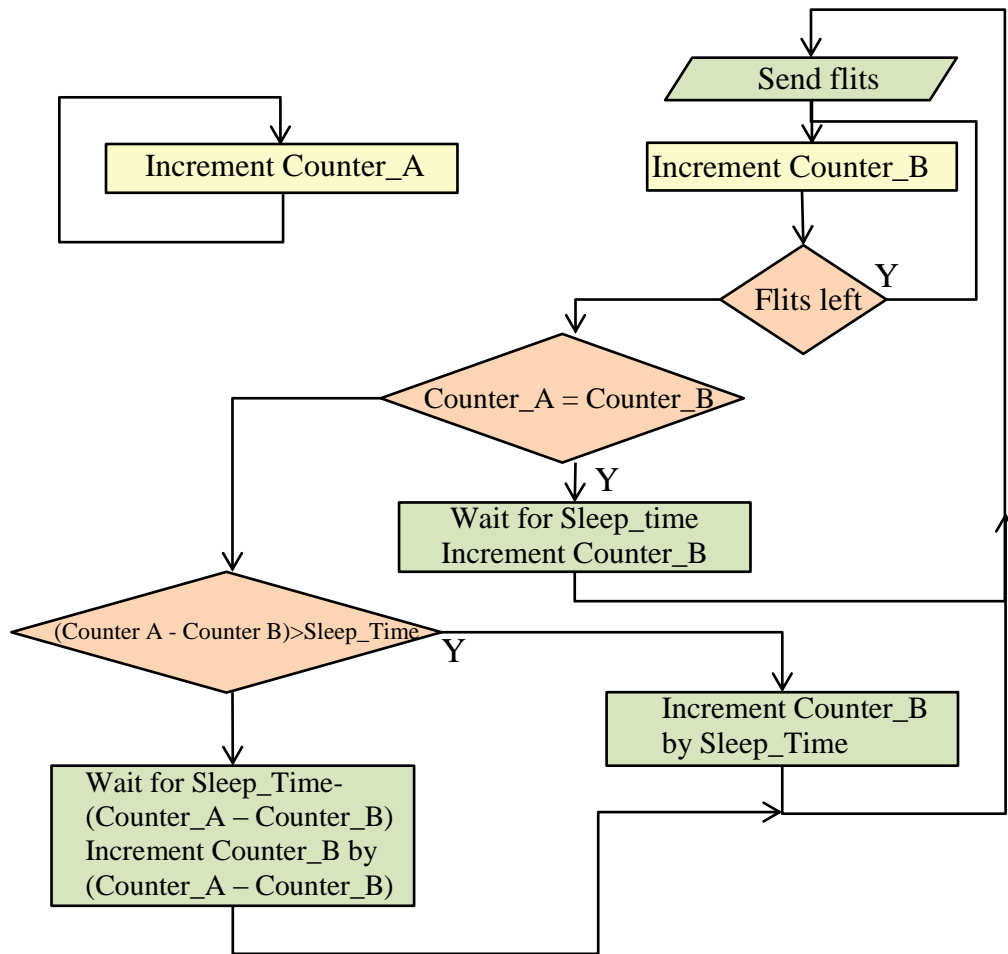 Send flits
Increment Counter_A
Increment Counter_B
Flits left
Y
Counter_A = Counter_B
Y
Wait for Sleep_time
Increment Counter_B
(Counter A - Counter B)>Sleep_Time
Y
Increment Counter_B
by Sleep_Time
Wait for Sleep_Time-
(Counter_A – Counter_B)
Increment Counter_B by
(Counter_A – Counter_B)